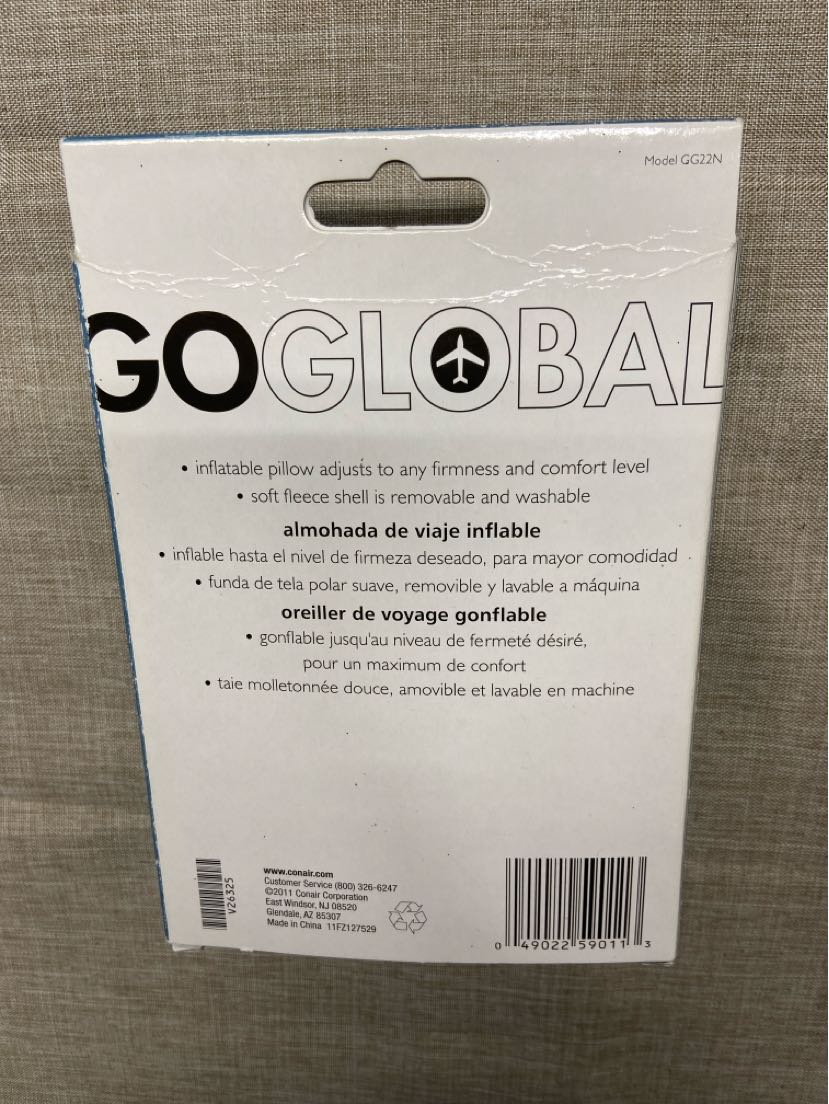 Model GG22N
GOGLOBAL
• inflatable pillow adjusts to any firmness and comfort level
• soft fleece shell is removable and washable
almohada de viaje inflable
• inflable hasta el nivel de firmeza deseado, para mayor comodidad
• funda de tela polar suave, removible y lavable a máquina
oreiller de voyage gonflable
• gonflable jusqu'au niveau de fermeté désiré,
pour un maximum de confort
• taie molletonnée douce, amovible et lavable en machine
V26325
www.conair.com
Customer Service (800) 326-6247
©2011 Conair Corporation
East Windsor, NJ 08520
Glendale, AZ 85307
Made in China 11FZ127529
0 49022 59011 3